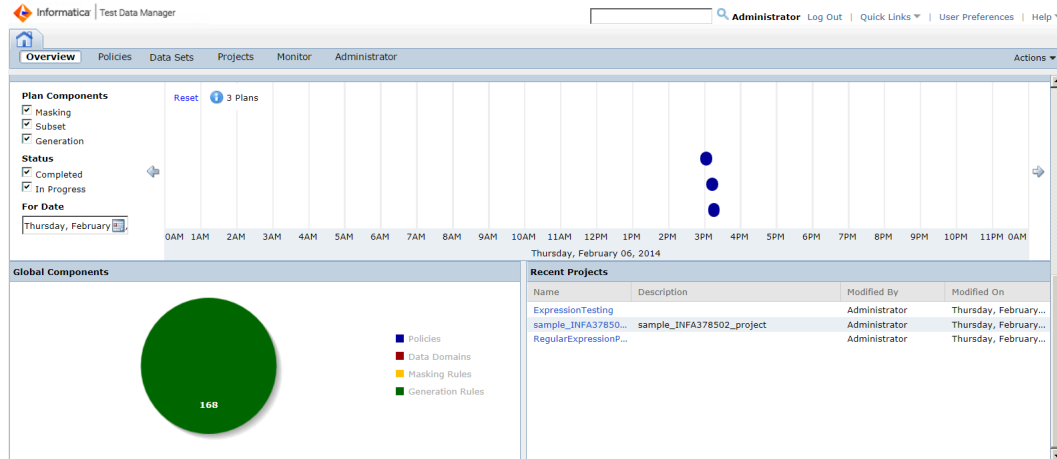 Informatica Test Data Manager
Administrator Log Out | Quick Links | User Preferences | Help
Overview Policies Data Sets Projects Monitor Administrator Actions
Plan Components
Masking
Subset
Generation
Status
Completed
In Progress
For Date
Thursday, February
Reset 3 Plans
0AM 1AM 2AM 3AM 4AM 5AM 6AM 7AM 8AM 9AM 10AM 11AM 12PM 1PM 2PM 3PM 4PM 5PM 6PM 7PM 8PM 9PM 10PM 11PM 0AM
Thursday, February 06, 2014
Global Components
168
Policies
Data Domains
Masking Rules
Generation Rules
Recent Projects
Name Description Modified By Modified On
ExpressionTesting Administrator Thursday, February...
sample_INFA37850... sample_INFA378502_project Administrator Thursday, February...
RegularExpressionP... Administrator Thursday, February...